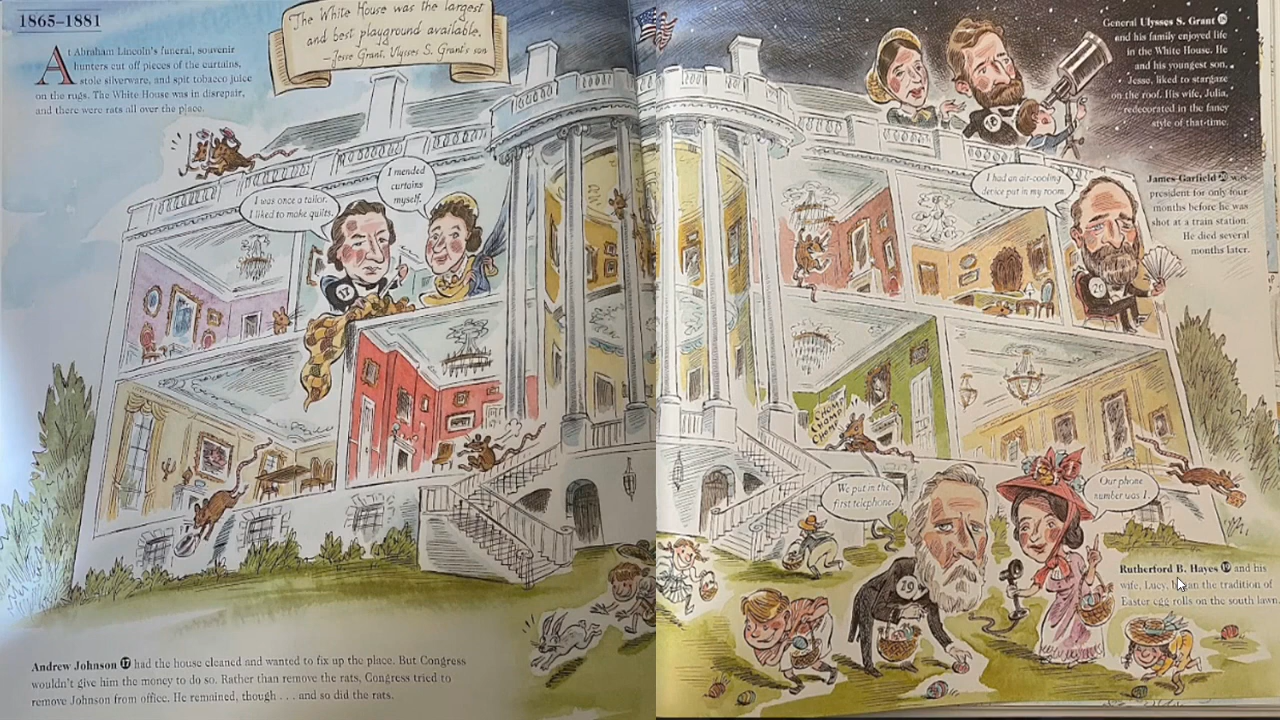 1865–1881
At Abraham Lincoln's funeral, souvenir
hunters cut off pieces of the curtains,
stole silverware, and spit tobacco juice
on the rugs. The White House was in disrepair,
and there were rats all over the place.
The White House was the largest
and best playground available.
—Jesse Grant, Ulysses S. Grant's son
I was once a tailor.
I liked to make quilts.
I mended
curtains
myself.
17
Andrew Johnson 17 had the house cleaned and wanted to fix up the place. But Congress
wouldn't give him the money to do so. Rather than remove the rats, Congress tried to
remove Johnson from office. He remained, though . . . and so did the rats.
General Ulysses S. Grant 18
and his family enjoyed life
in the White House. He
and his youngest son,
Jesse, liked to stargaze
on the roof. His wife, Julia,
redecorated in the fancy
style of that time.
18
I had an air-cooling
device put in my room.
James Garfield 20 was
president for only four
months before he was
shot at a train station.
He died several
months later.
20
CHOMP
CHOMP
CHOMP
We put in the
first telephone.
Our phone
number was 1.
19
Rutherford B. Hayes 19 and his
wife, Lucy, began the tradition of
Easter egg rolls on the south lawn.